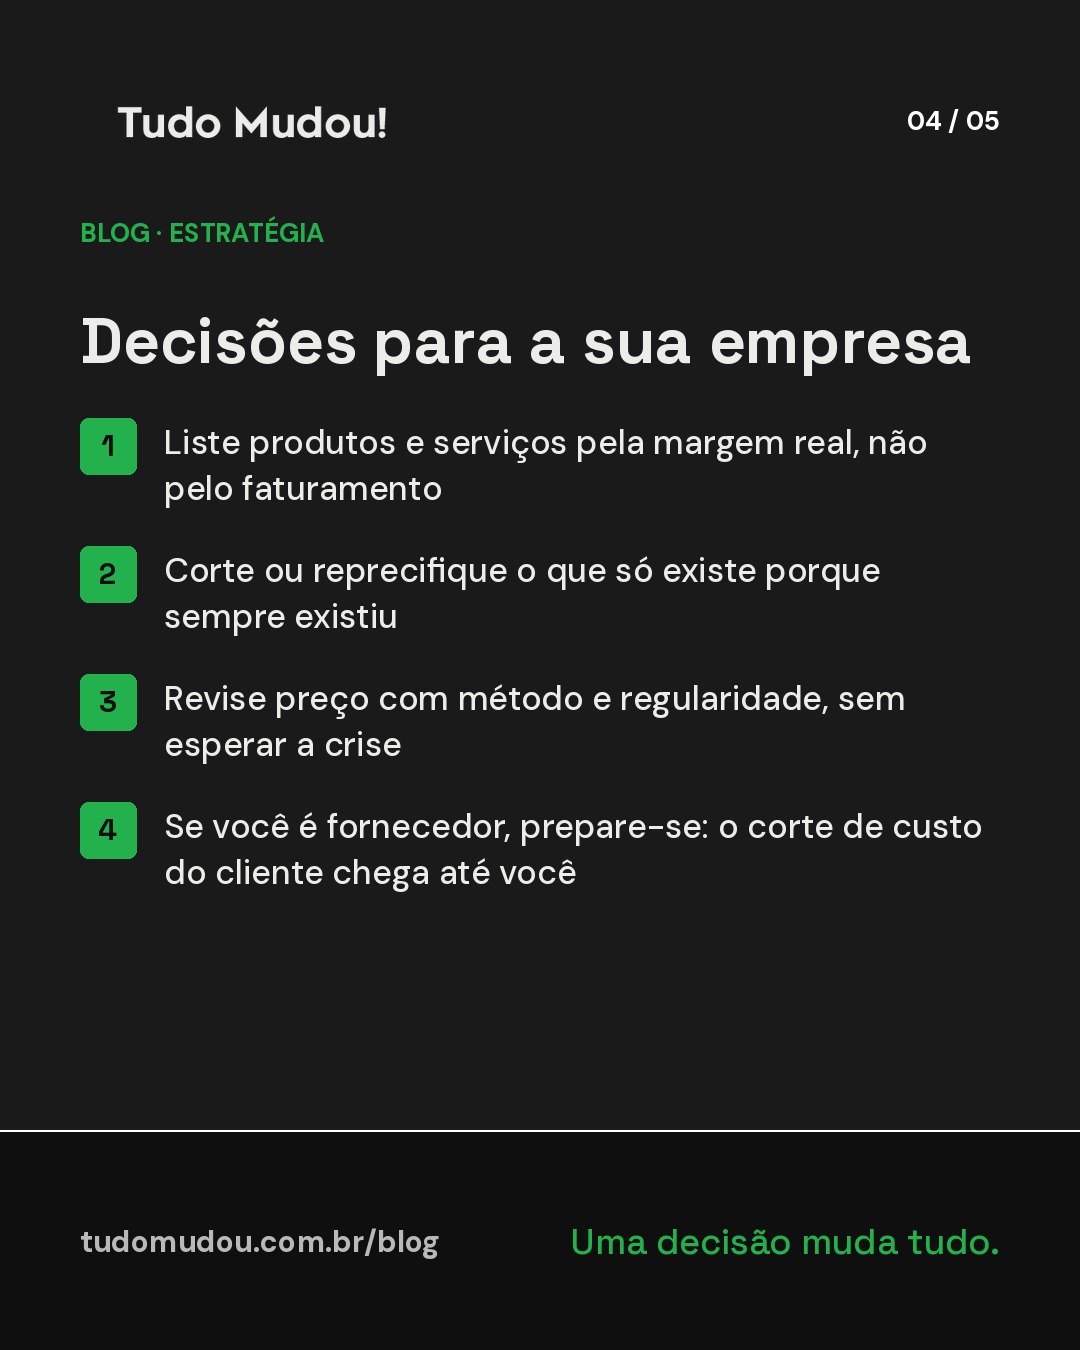 Tudo Mudou!
04 / 05
BLOG · ESTRATÉGIA
Decisões para a sua empresa
1
Liste produtos e serviços pela margem real, não
pelo faturamento
2
Corte ou reprecifique o que só existe porque
sempre existiu
3
Revise preço com método e regularidade, sem
esperar a crise
4
Se você é fornecedor, prepare-se: o corte de custo
do cliente chega até você
tudomudou.com.br/blog
Uma decisão muda tudo.